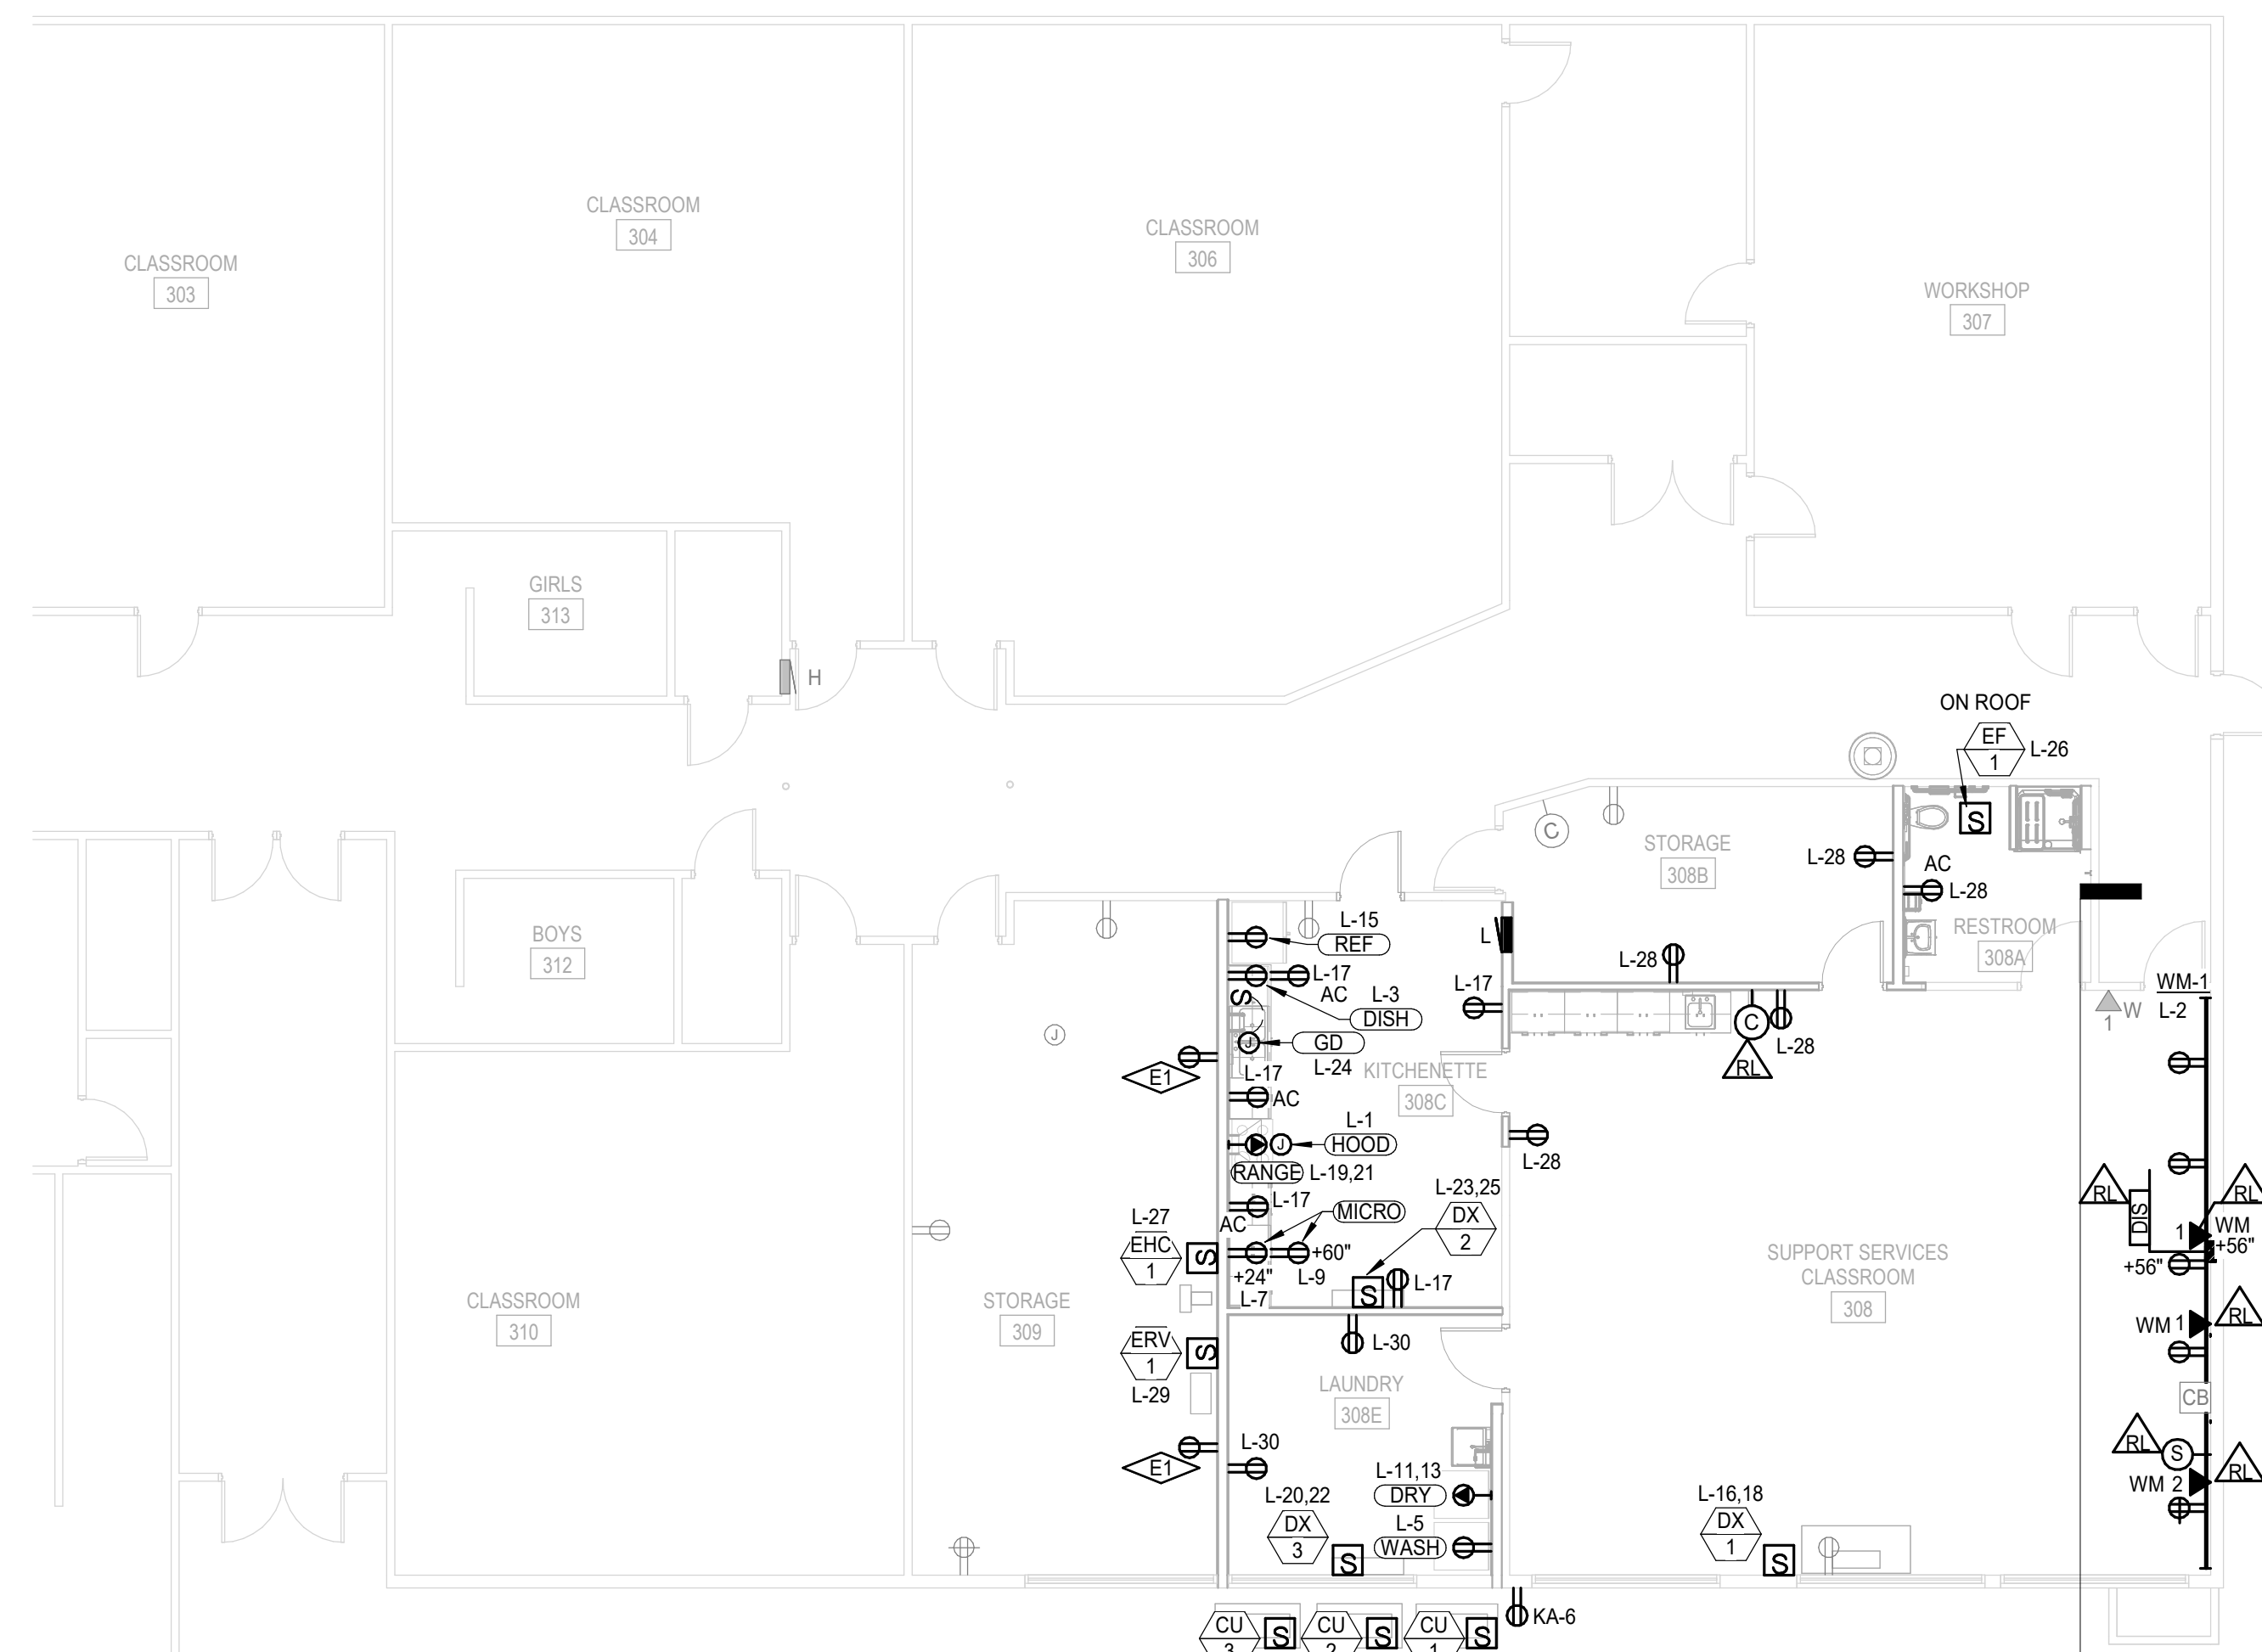 CLASSROOM
303
CLASSROOM
304
CLASSROOM
306
WORKSHOP
307
GIRLS
313
H
ON ROOF
EF
1
L-26
C
STORAGE
308B
L-28
AC
L-28
S
RESTROOM
308A
BOYS
312
L-15
REF
L
L-28
L-17
AC
L-3
DISH
L-17
S
J
GD
L-24
J
C
L-28
RL
WM-1
L-2
1
W
E1
L-17
AC
KITCHENETTE
308C
L-1
J
HOOD
RANGE
L-19,21
L-28
L-17
AC
MICRO
L-23,25
DX
2
L-27
EHC
1
S
+60"
+24"
L-9
L-7
S
L-17
RL
DIS
RL
1
WM
+56"
+56"
SUPPORT SERVICES
CLASSROOM
308
CLASSROOM
310
STORAGE
309
ERV
1
S
L-29
L-30
WM 1
RL
LAUNDRY
308E
CB
E1
L-30
RL
S
RL
WM 2
L-11,13
DRY
L-20,22
DX
3
S
L-5
WASH
L-16,18
DX
1
S
KA-6
CU
3
S
CU
2
S
CU
1
S